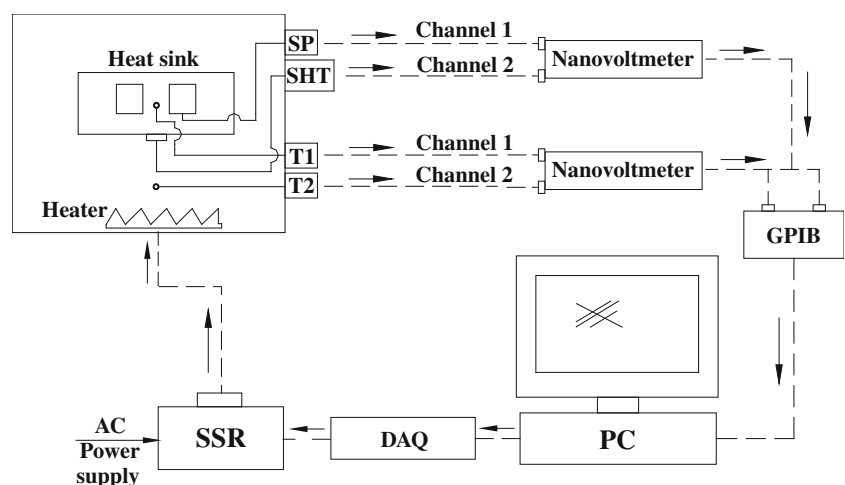 SP
Channel 1
Heat sink
Nanovoltmeter
SHT
Channel 2
T1
Channel 1
Nanovoltmeter
T2
Channel 2
Heater
GPIB
AC
Power
supply
SSR
DAQ
PC